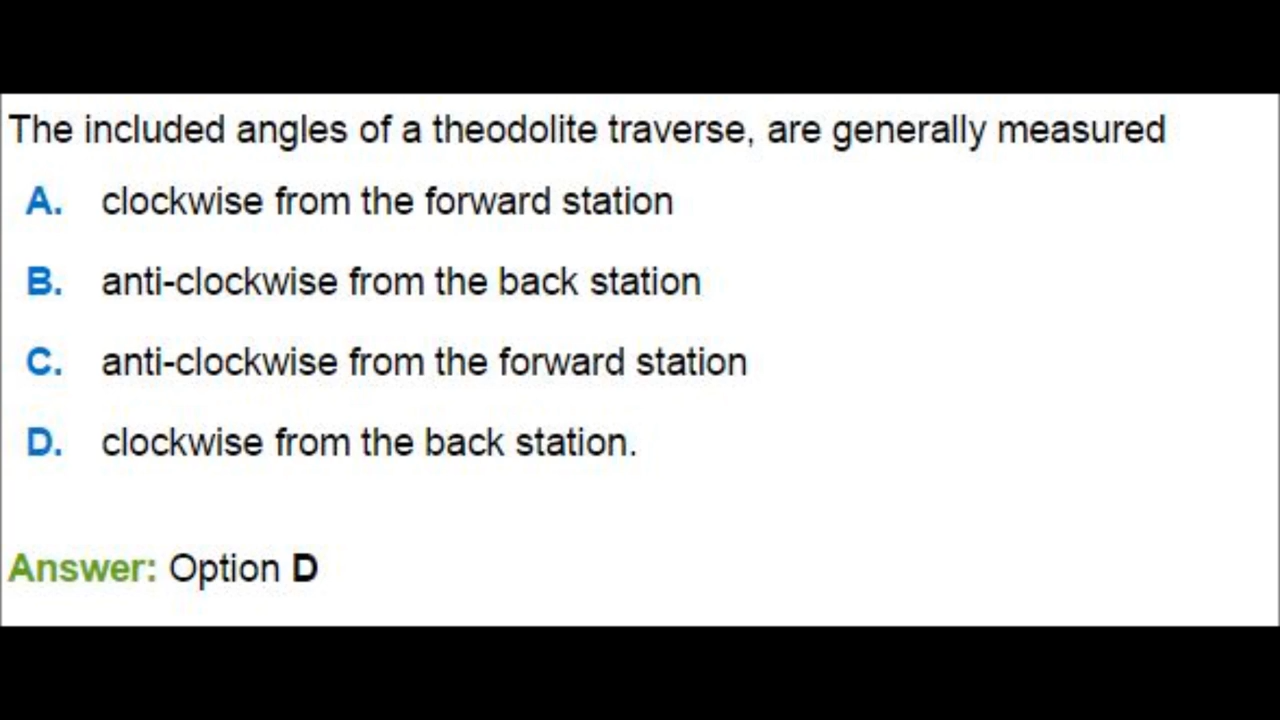 The included angles of a theodolite traverse, are generally measured
A. clockwise from the forward station
B. anti-clockwise from the back station
C. anti-clockwise from the forward station
D. clockwise from the back station.
Answer: Option D